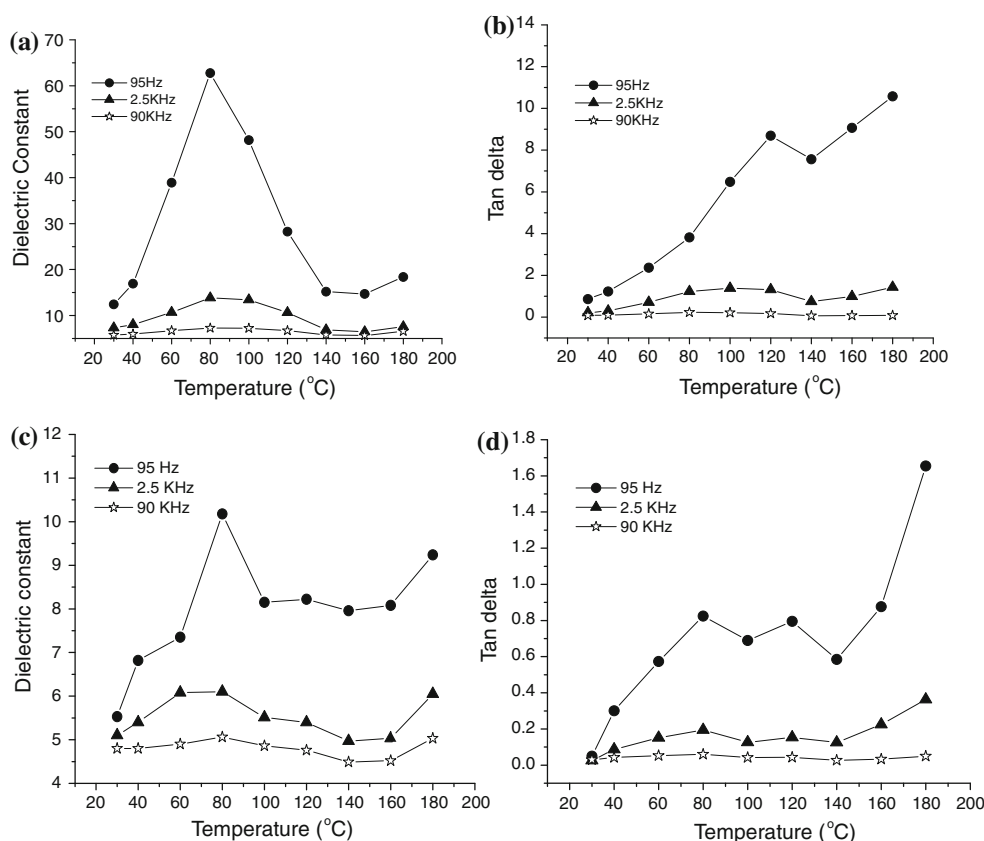 (a)
70
60
50
40
30
20
10
Dielectric Constant
95Hz
2.5KHz
90KHz
20 40 60 80 100 120 140 160 180 200
Temperature (°C)
(b)
14
12
10
8
6
4
2
0
Tan delta
95Hz
2.5KHz
90KHz
20 40 60 80 100 120 140 160 180 200
Temperature (°C)
(c)
12
11
10
9
8
7
6
5
4
Dielectric constant
95 Hz
2.5 KHz
90 KHz
20 40 60 80 100 120 140 160 180 200
Temperature (°C)
(d)
1.8
1.6
1.4
1.2
1.0
0.8
0.6
0.4
0.2
0.0
Tan delta
95 Hz
2.5 KHz
90 KHz
20 40 60 80 100 120 140 160 180 200
Temperature (°C)